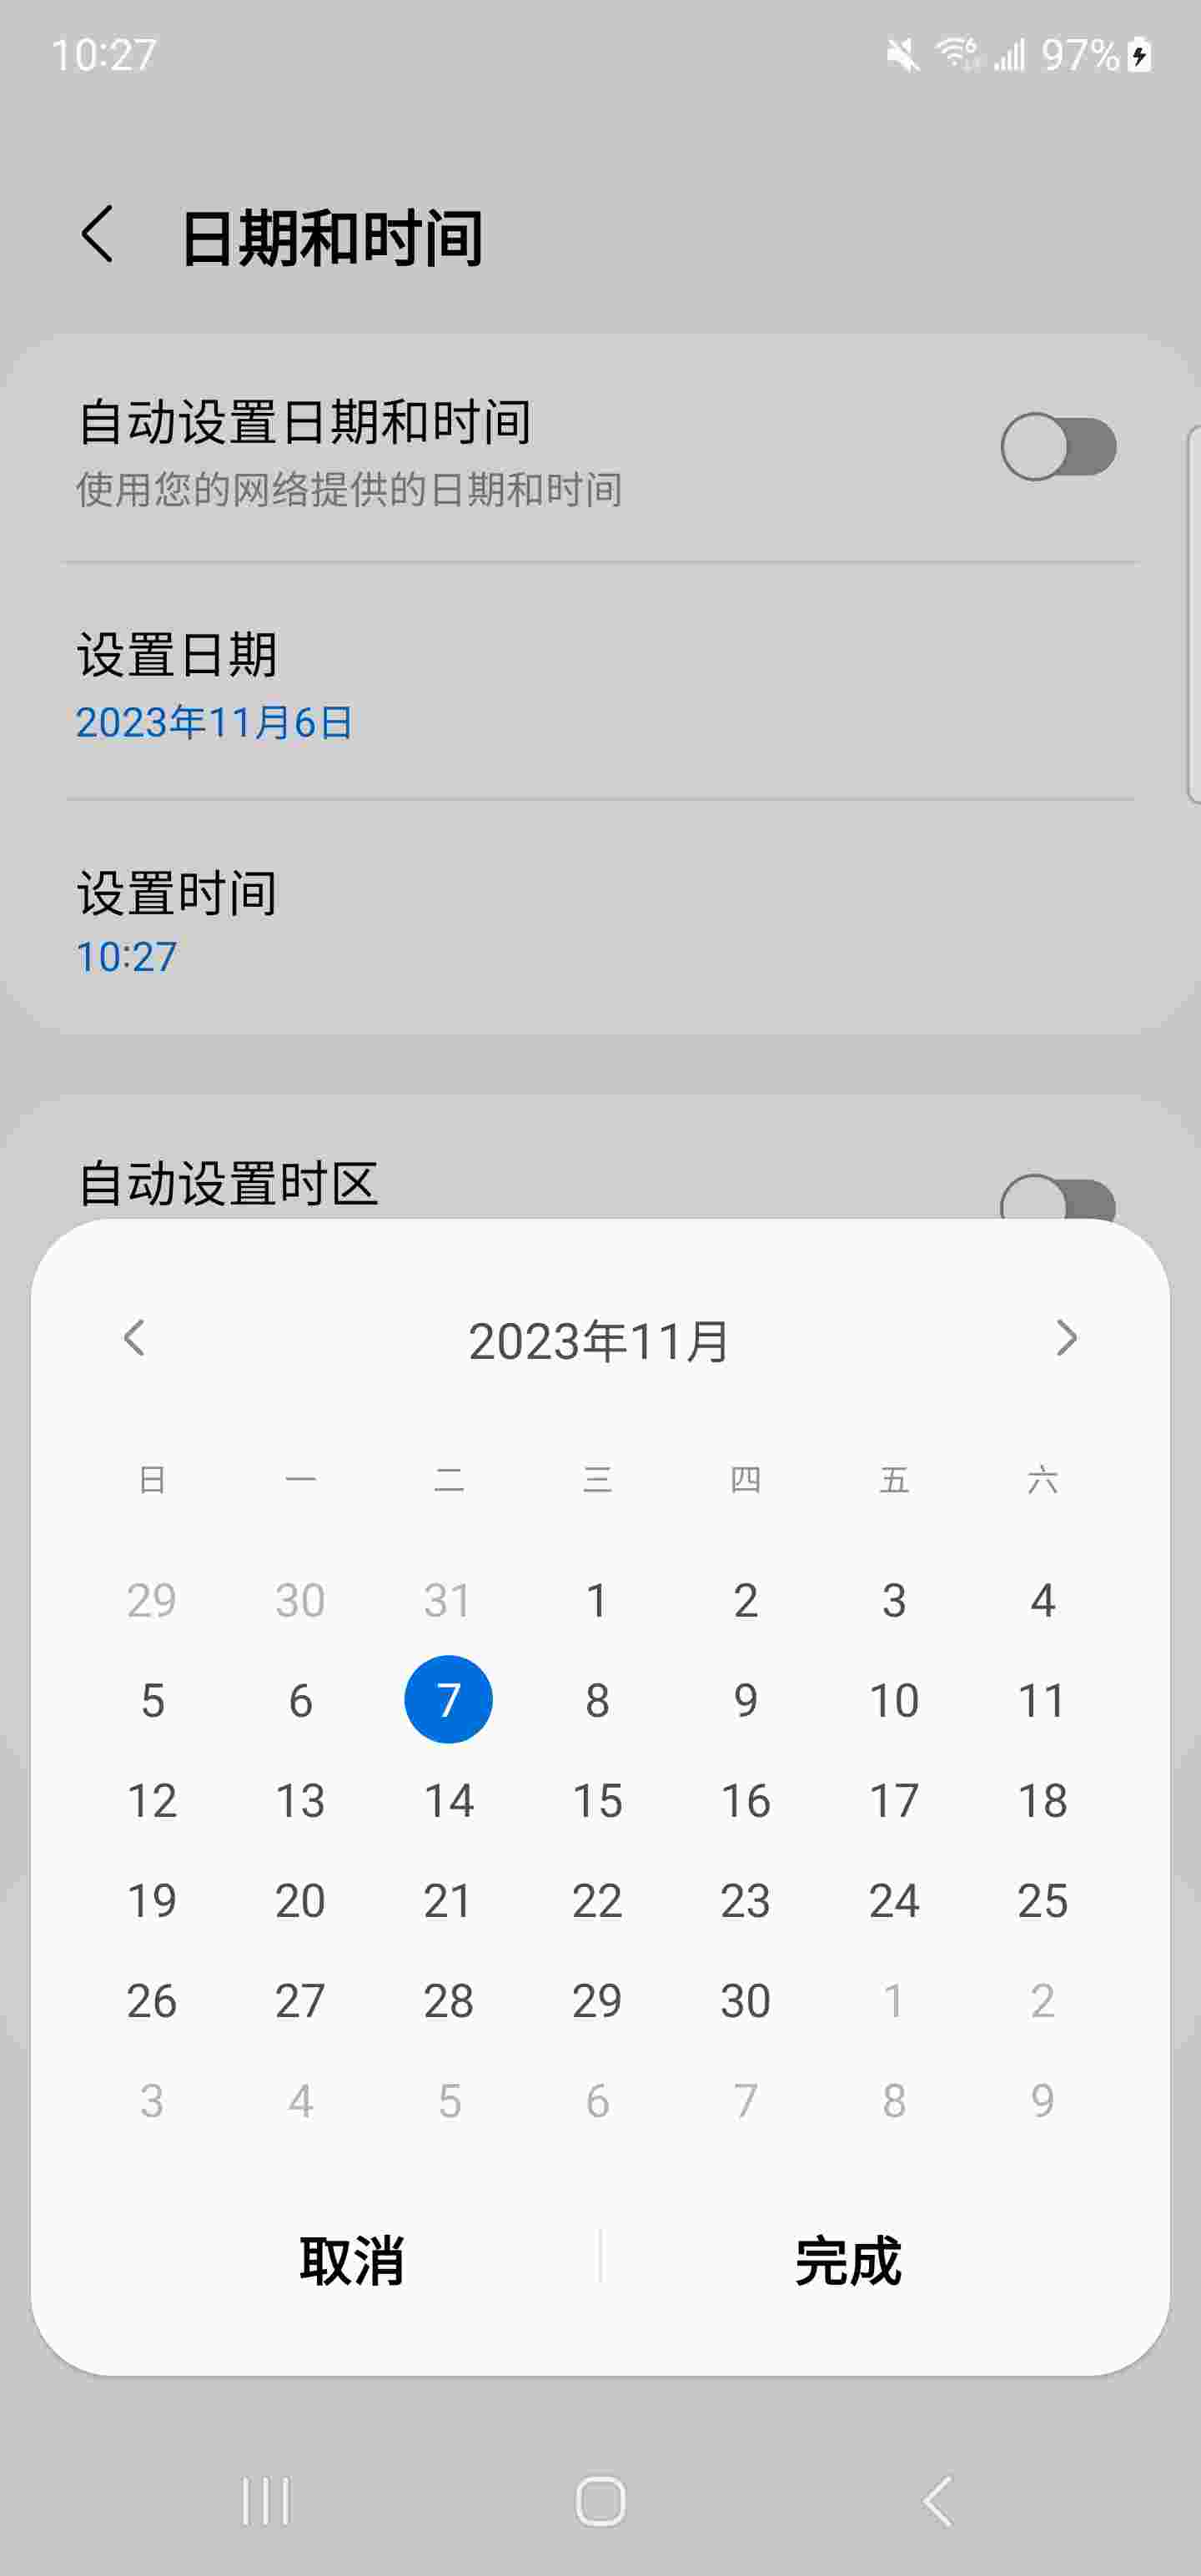 10:27 97%
日期和时间
自动设置日期和时间
使用您的网络提供的日期和时间
设置日期
2023年11月6日
设置时间
10:27
自动设置时区
2023年11月
日 一 二 三 四 五 六
29 30 31 1 2 3 4
5 6 7 8 9 10 11
12 13 14 15 16 17 18
19 20 21 22 23 24 25
26 27 28 29 30 1 2
3 4 5 6 7 8 9
取消 完成